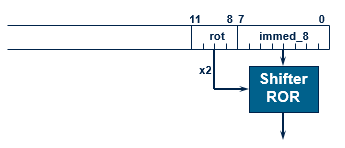 11 8 7 0
rot immed_8
x2
Shifter
ROR